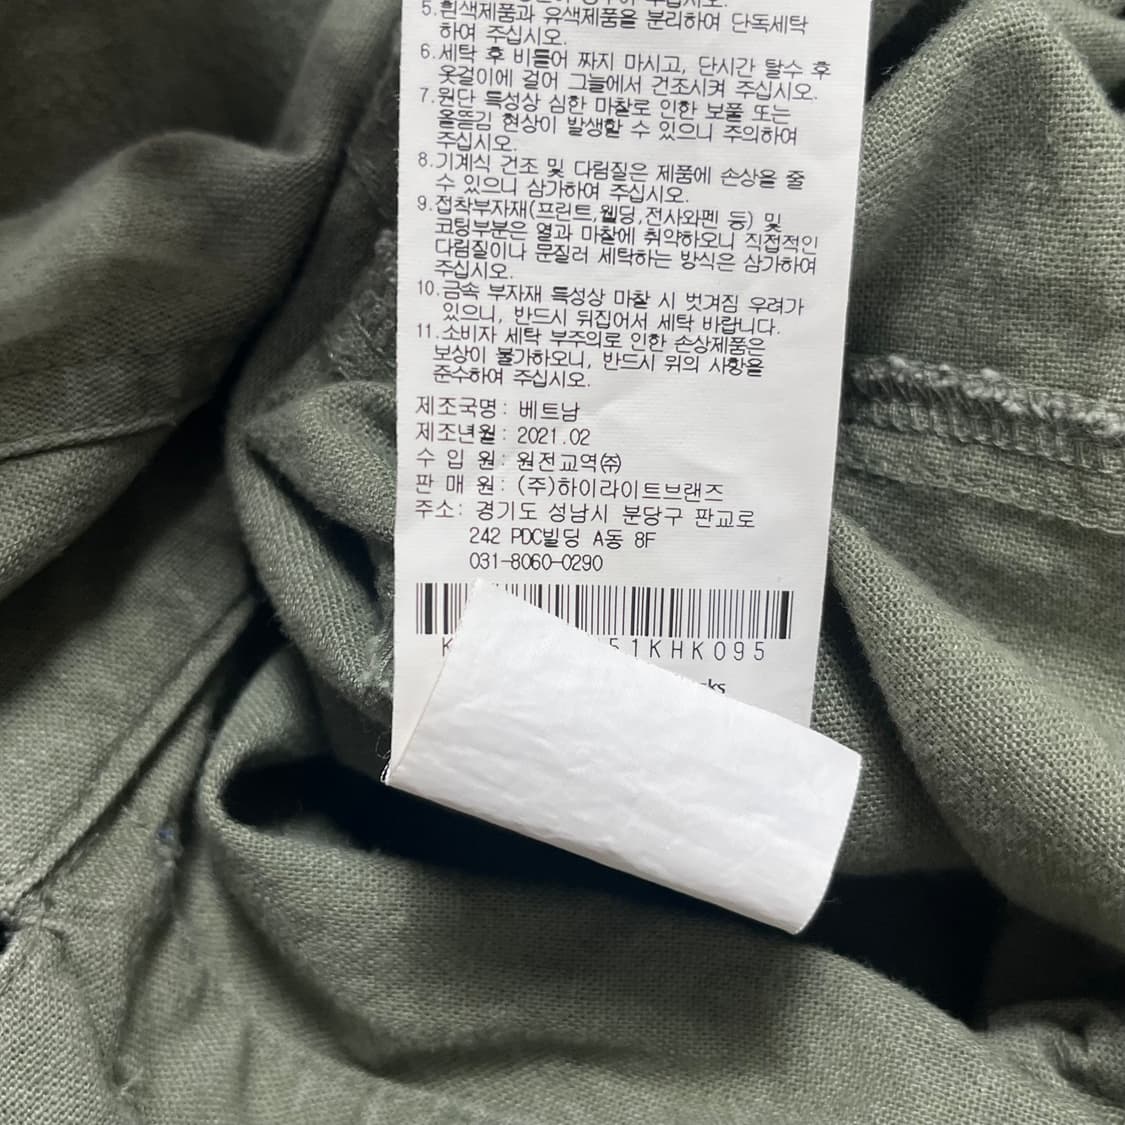 5.흰색제품과 유색제품을 분리하여 단독세탁
하여 주십시오.
6.세탁 후 비틀어 짜지 마시고, 단시간 탈수 후
옷걸이에 걸어 그늘에서 건조시켜 주십시오.
7.원단 특성상 심한 마찰로 인한 보풀 또는
올뜯김 현상이 발생할 수 있으니 주의하여
주십시오.
8.기계식 건조 및 다림질은 제품에 손상을 줄
수 있으니 삼가하여 주십시오.
9.접착부자재(프린트,웰딩,전사와펜 등) 및
코팅부분은 열과 마찰에 취약하오니 직접적인
다림질이나 문질러 세탁하는 방식은 삼가하여
주십시오.
10.금속 부자재 특성상 마찰 시 벗겨짐 우려가
있으니, 반드시 뒤집어서 세탁 바랍니다.
11.소비자 세탁 부주의로 인한 손상제품은
보상이 불가하오니, 반드시 위의 사항을
준수하여 주십시오.
제조국명: 베트남
제조년월: 2021.02
수 입 원: 원전교역㈜
판 매 원: (주)하이라이트브랜즈
주소: 경기도 성남시 분당구 판교로
242 PDC빌딩 A동 8F
031-8060-0290
51KHK095